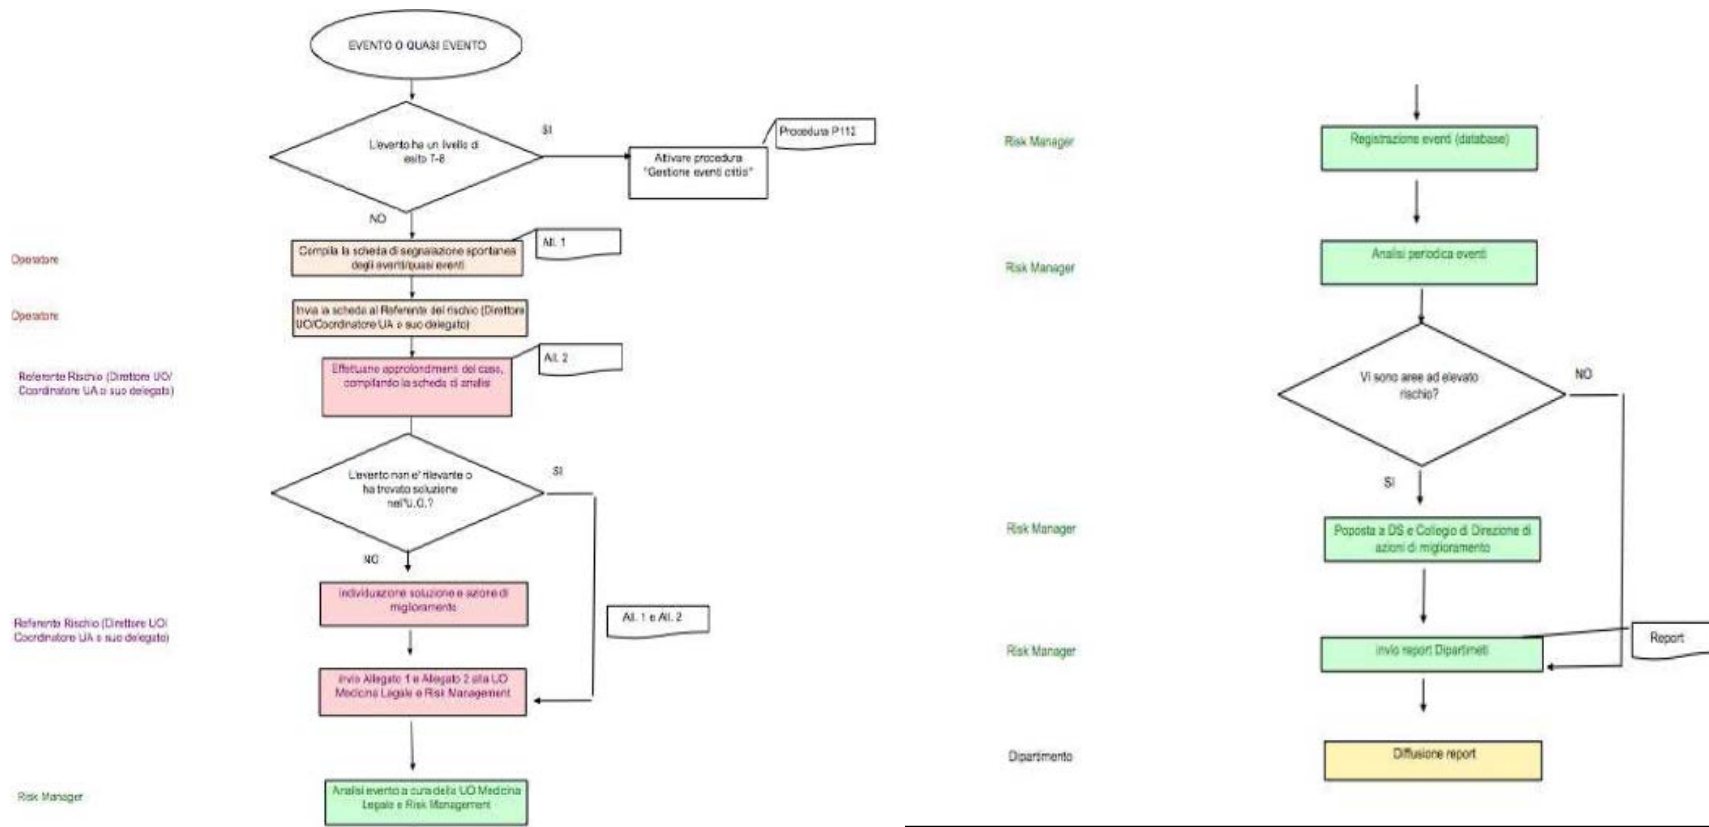 EVENTO O QUASI EVENTO
L'evento ha un livello di
esito 7-8
SI
Procedura P112
Attivare procedura
"Gestione eventi critici"
NO
All. 1
Operatore
Compila la scheda di segnalazione spontanea
degli eventi/quasi eventi
Operatore
Invia la scheda al Referente del rischio (Direttore
UO/Coordinatore UA o suo delegato)
All. 2
Referente Rischio (Direttore UO/
Coordinatore UA o suo delegato)
Effettuane approfondimenti del caso,
compilando la scheda di analisi
L'evento non e' rilevante o
ha trovato soluzione
nell'U.O.?
SI
NO
individuazione soluzione e azione di
miglioramento
All. 1 e All. 2
Referente Rischio (Direttore UO/
Coordinatore UA o suo delegato)
invio Allegato 1 e Allegato 2 alla UO
Medicina Legale e Risk Management
Risk Manager
Analisi evento a cura della UO Medicina
Legale e Risk Management
Risk Manager
Registrazione eventi (database)
Risk Manager
Analisi periodica eventi
Vi sono aree ad elevato
rischio?
NO
SI
Risk Manager
Poposta a DS e Collegio di Direzione di
azioni di miglioramento
Risk Manager
invio report Dipartimeti
Report
Dipartimento
Diffusione report